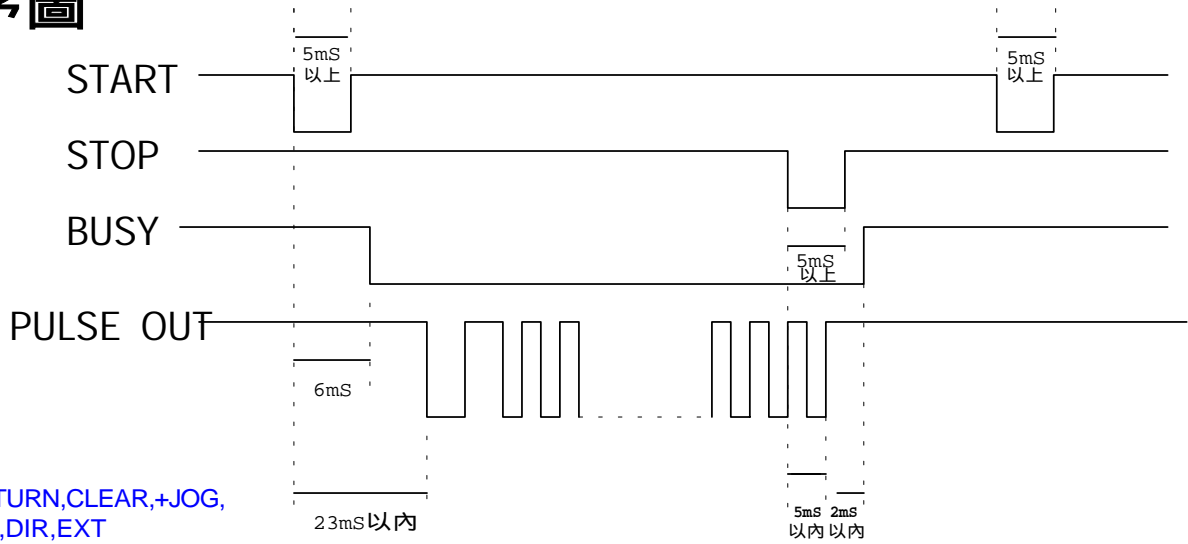 圖
5mS
以上
5mS
以上
START
STOP
BUSY
5mS
以上
PULSE OUT
6mS
TURN,CLEAR,+JOG,
,DIR,EXT
23mS以內
5mS 2mS
以內 以內